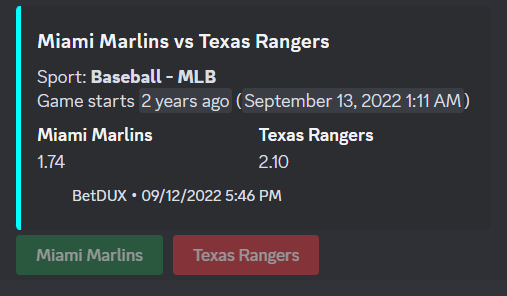 Miami Marlins vs Texas Rangers
Sport: Baseball - MLB
Game starts 2 years ago (September 13, 2022 1:11 AM)
Miami Marlins Texas Rangers
1.74 2.10
BetDUX • 09/12/2022 5:46 PM
Miami Marlins Texas Rangers